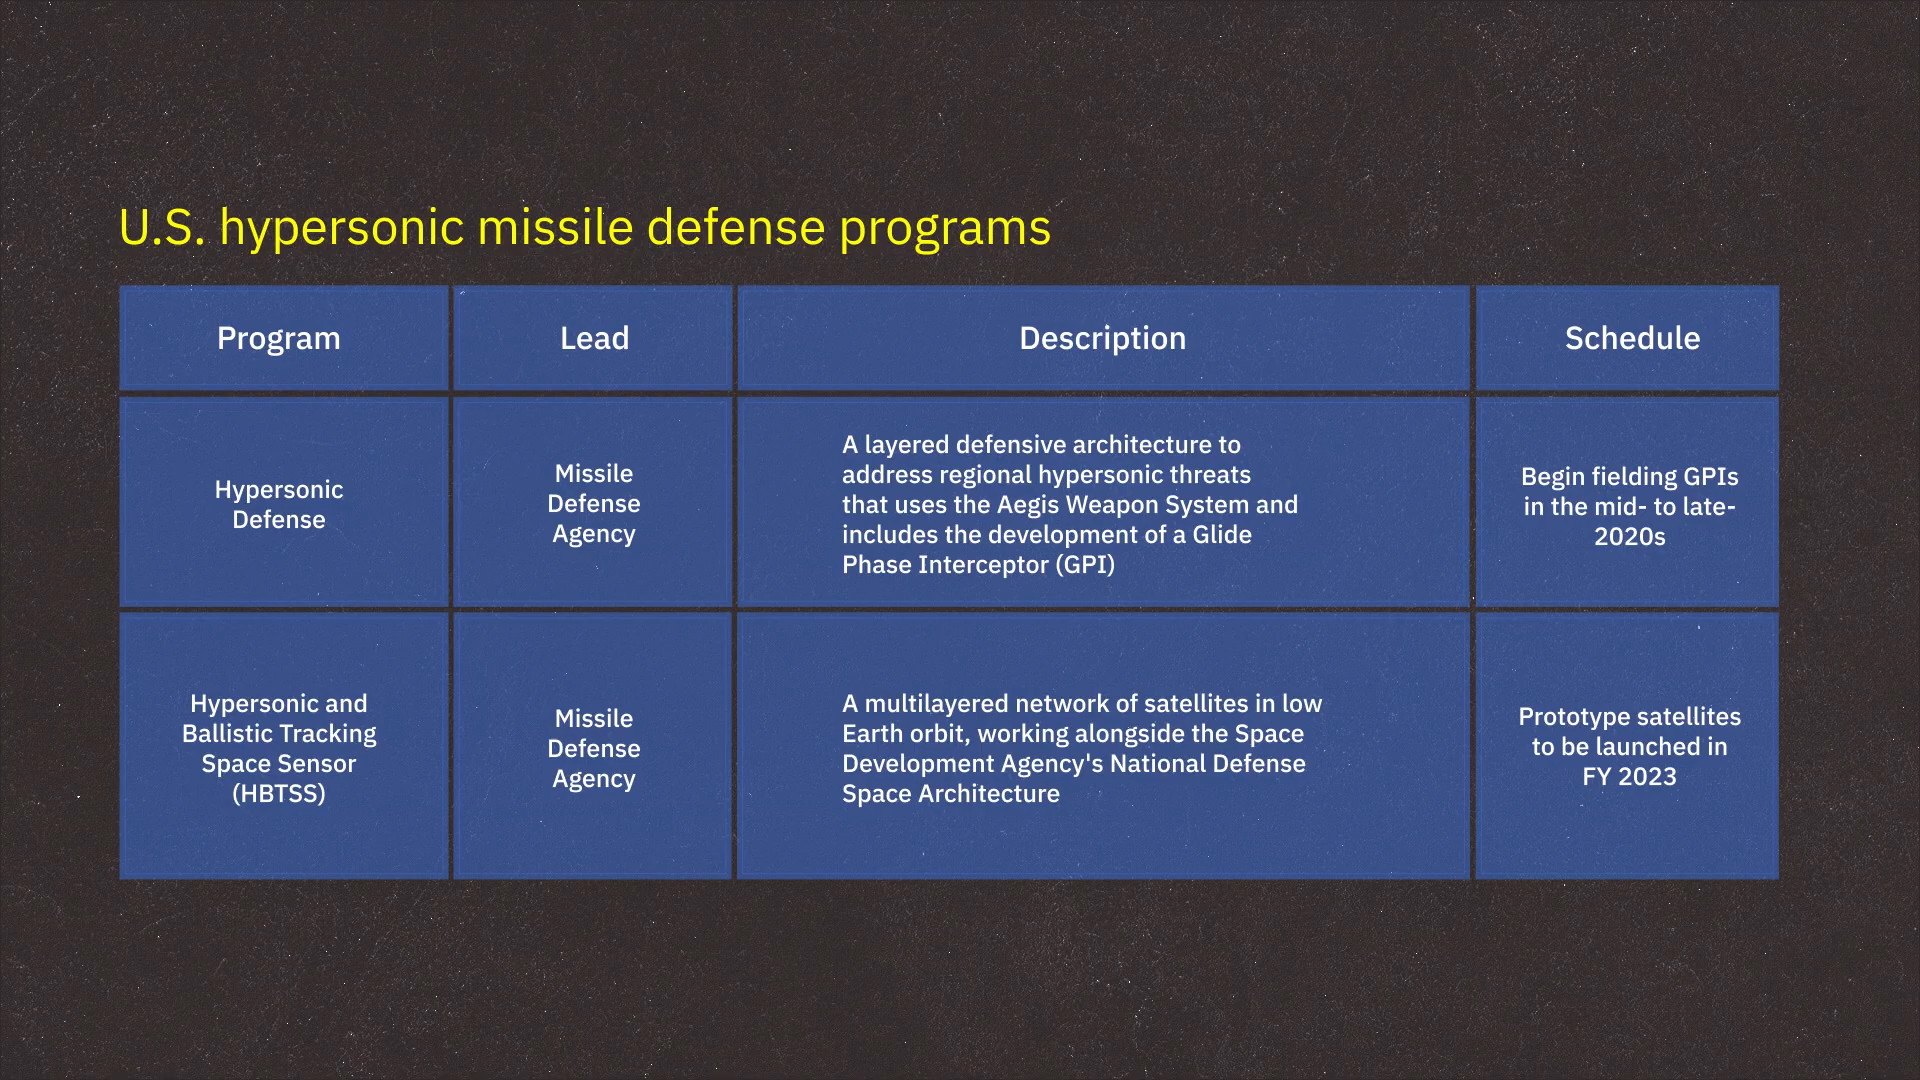 U.S. hypersonic missile defense programs
Program
Lead
Description
Schedule
Hypersonic
Defense
Missile
Defense
Agency
A layered defensive architecture to
address regional hypersonic threats
that uses the Aegis Weapon System and
includes the development of a Glide
Phase Interceptor (GPI)
Begin fielding GPIs
in the mid- to late-
2020s
Hypersonic and
Ballistic Tracking
Space Sensor
(HBTSS)
Missile
Defense
Agency
A multilayered network of satellites in low
Earth orbit, working alongside the Space
Development Agency's National Defense
Space Architecture
Prototype satellites
to be launched in
FY 2023